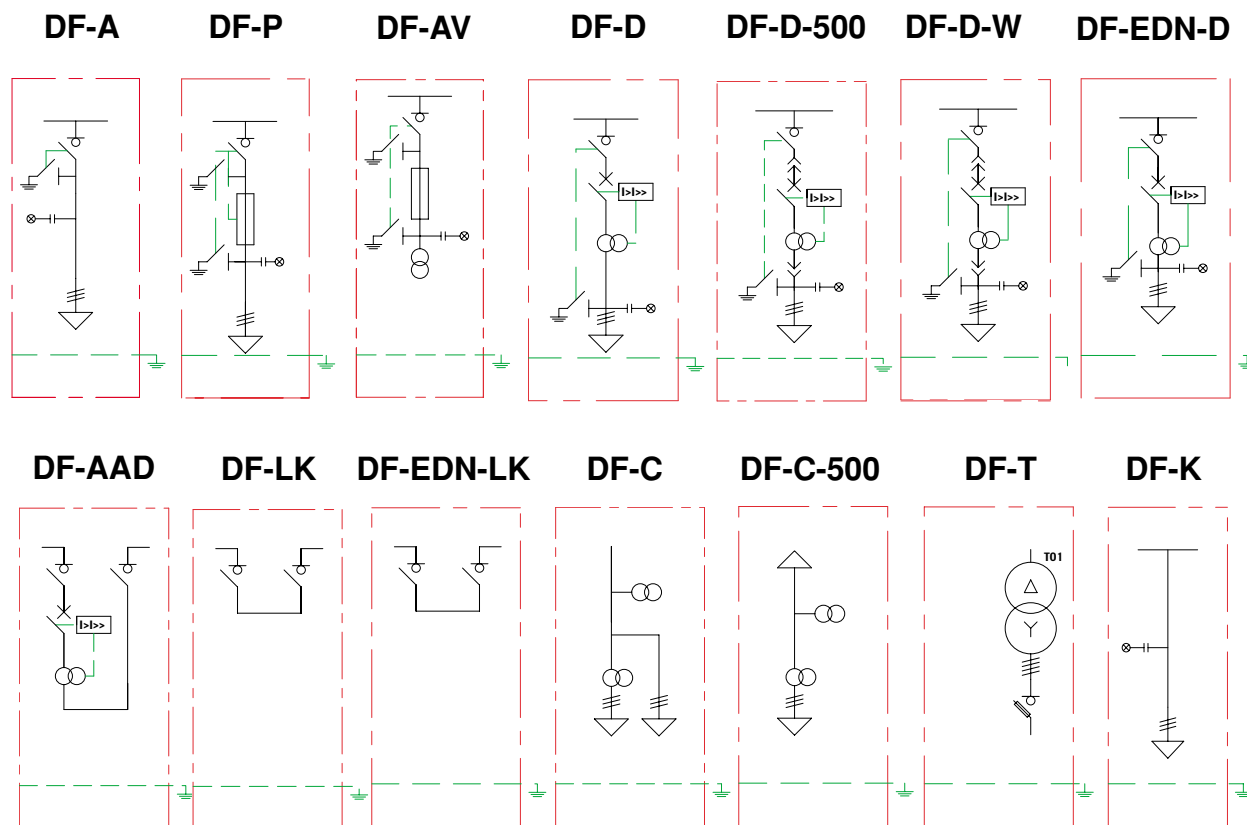 DF-A DF-P DF-AV DF-D DF-D-500 DF-D-W DF-EDN-D
I>I>> I>I>> I>I>> I>I>>
DF-AAD DF-LK DF-EDN-LK DF-C DF-C-500 DF-T DF-K
T01
I>I>>